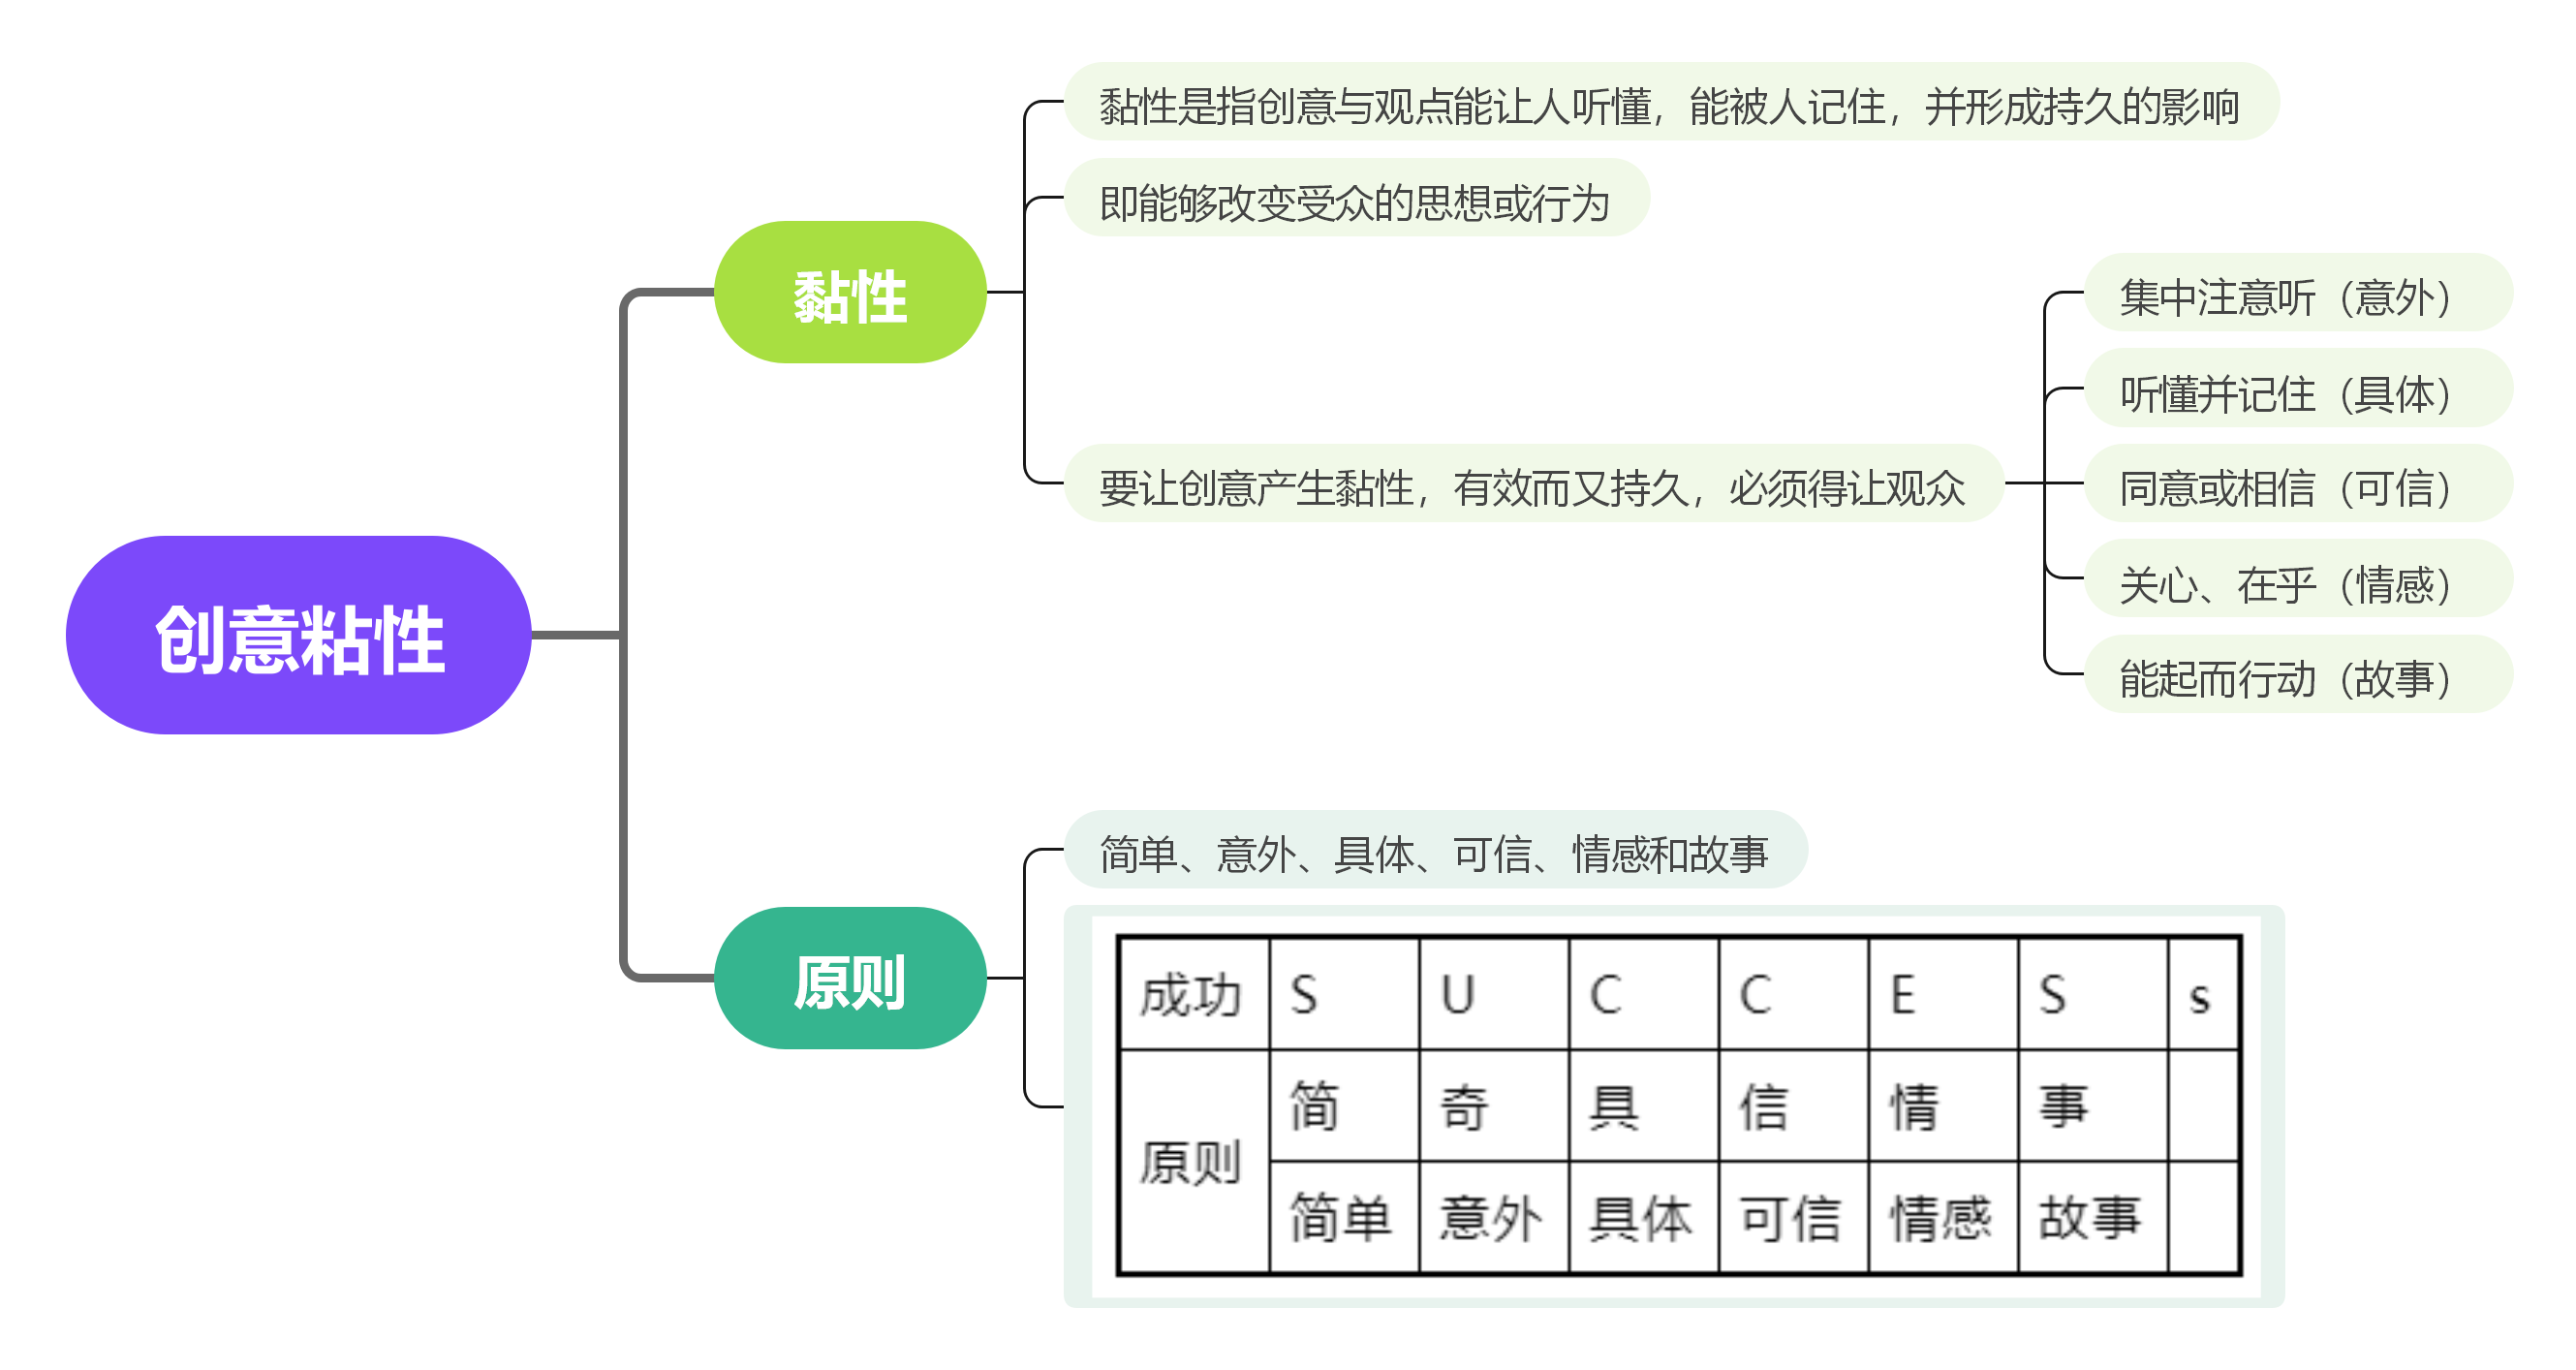 黏性是指创意与观点能让人听懂，能被人记住，并形成持久的影响
即能够改变受众的思想或行为
黏性
集中注意听（意外）
听懂并记住（具体）
要让创意产生黏性，有效而又持久，必须得让观众
同意或相信（可信）
关心、在乎（情感）
能起而行动（故事）
创意粘性
简单、意外、具体、可信、情感和故事
原则
成功 S U C C E S s
原则
简 奇 具 信 情 事
简单 意外 具体 可信 情感 故事